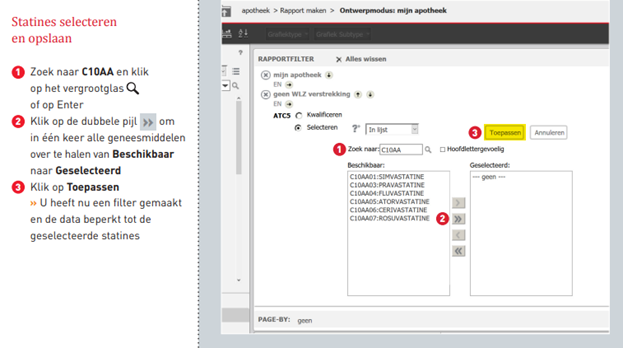 Statines selecteren
en opslaan
1 Zoek naar C10AA en klik
op het vergrootglas
of op Enter
2 Klik op de dubbele pijl >> om
in één keer alle geneesmiddelen
over te halen van Beschikbaar
naar Geselecteerd
3 Klik op Toepassen
» U heeft nu een filter gemaakt
en de data beperkt tot de
geselecteerde statines
apotheek > Rapport maken > Ontwerpmodus: mijn apotheek
Grafiektype Grafiek Subtype
RAPPORTFILTER x Alles wissen
mijn apotheek
EN
geen WLZ verstrekking
EN
ATC5 Kwalificeren
Selecteren ? In lijst
3 Toepassen Annuleren
1 Zoek naar: C10AA Hoofdlettergevoelig
Beschikbaar: Geselecteerd:
C10AA01:SIMVASTATINE --- geen ---
C10AA03:PRAVASTATINE
C10AA04:FLUVASTATINE
C10AA05:ATORVASTATINE
C10AA06:CERIVASTATINE
C10AA07:ROSUVASTATINE
2
PAGE-BY: geen